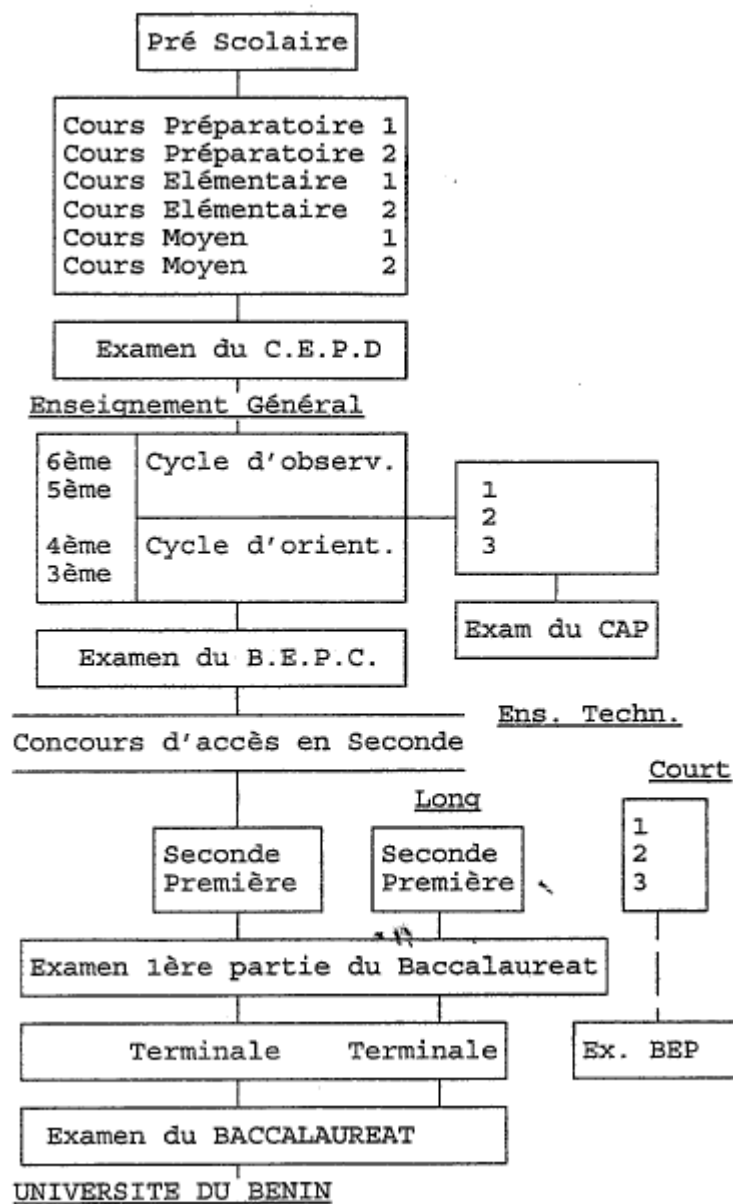 Pré Scolaire
Cours Préparatoire 1
Cours Préparatoire 2
Cours Elémentaire 1
Cours Elémentaire 2
Cours Moyen 1
Cours Moyen 2
Examen du C.E.P.D
Enseignement Général
6ème Cycle d'observ.
5ème
4ème Cycle d'orient.
3ème
1
2
3
Exam du CAP
Examen du B.E.P.C.
Ens. Techn.
Concours d'accès en Seconde
Court
Long
1
2
3
Seconde
Première
Seconde
Première
Examen 1ère partie du Baccalaureat
Terminale Terminale
Ex. BEP
Examen du BACCALAUREAT
UNIVERSITE DU BENIN